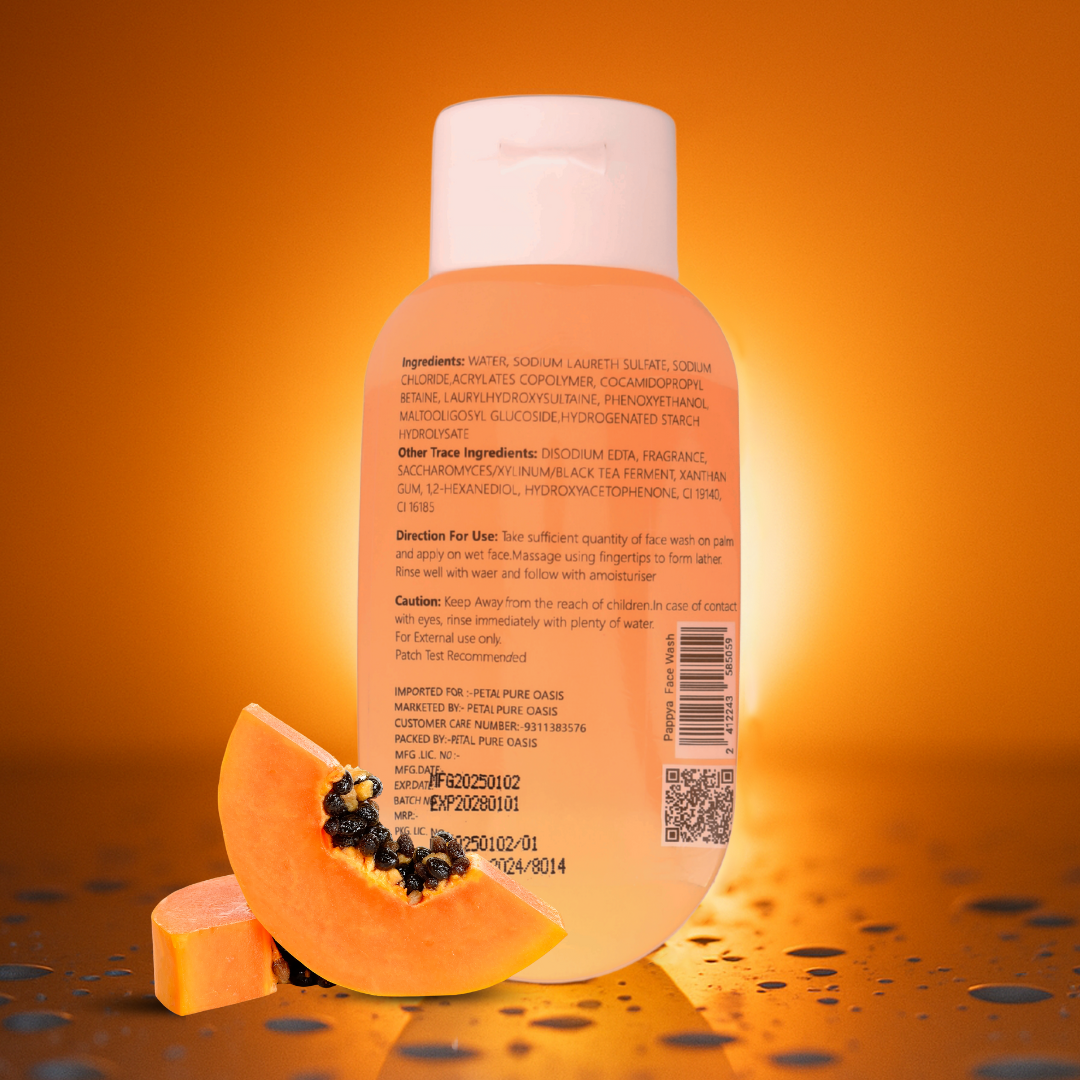 Ingredients: WATER, SODIUM LAURETH SULFATE, SODIUM
CHLORIDE,ACRYLATES COPOLYMER, COCAMIDOPROPYL
BETAINE, LAURYLHYDROXYSULTAINE, PHENOXYETHANOL,
MALTOOLIGOSYL GLUCOSIDE,HYDROGENATED STARCH
HYDROLYSATE
Other Trace Ingredients: DISODIUM EDTA, FRAGRANCE,
SACCHAROMYCES/XYLINUM/BLACK TEA FERMENT, XANTHAN
GUM, 1,2-HEXANEDIOL, HYDROXYACETOPHENONE, CI 19140,
CI 16185
Direction For Use: Take sufficient quantity of face wash on palm
and apply on wet face.Massage using fingertips to form lather.
Rinse well with waer and follow with amoisturiser
Caution: Keep Away from the reach of children.In case of contact
with eyes, rinse immediately with plenty of water.
For External use only.
Patch Test Recommended
IMPORTED FOR :-PETAL PURE OASIS
MARKETED BY:- PETAL PURE OASIS
CUSTOMER CARE NUMBER:-9311383576
PACKED BY:-PETAL PURE OASIS
MFG .LIC. NO:-
MFG.DATE:-
MFG20250102
EXP.DATE
EXP20280101
BATCH N
MRP:-
PKG. LIC. NO
0250102/01
2024/8014
Pappya Face Wash
2 412243 585059